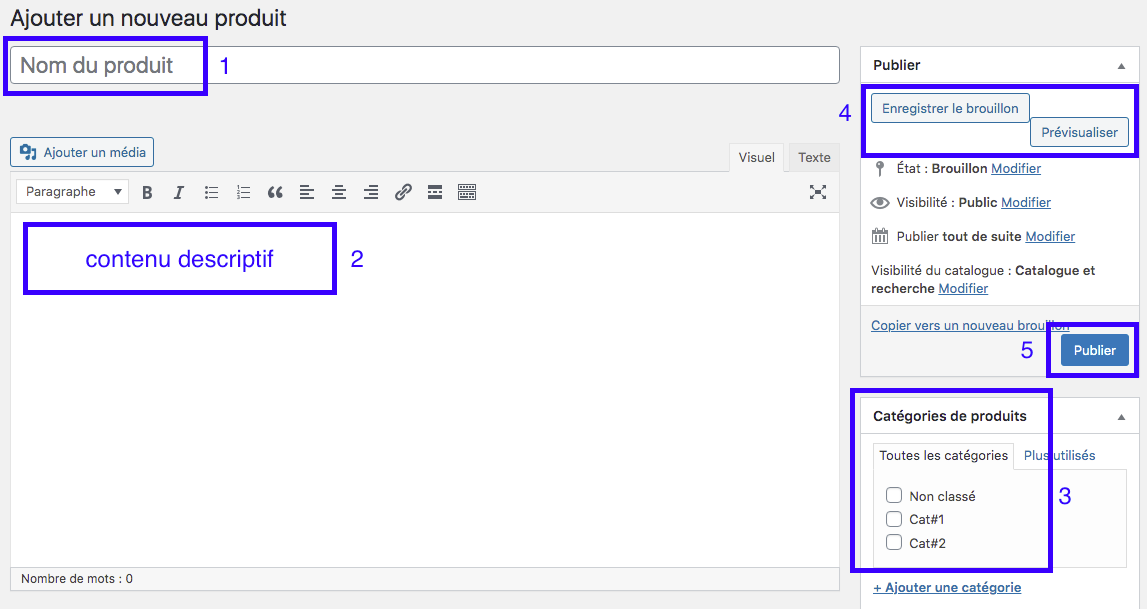 Ajouter un nouveau produit
Nom du produit
1
Ajouter un média
Visuel
Texte
Paragraphe
B
I
contenu descriptif
2
Nombre de mots : 0
Publier
4
Enregistrer le brouillon
Prévisualiser
État : Brouillon Modifier
Visibilité : Public Modifier
Publier tout de suite Modifier
Visibilité du catalogue : Catalogue et
recherche Modifier
Copier vers un nouveau brouillon
5
Publier
Catégories de produits
Toutes les catégories
Plus utilisés
Non classé
3
Cat#1
Cat#2
+ Ajouter une catégorie